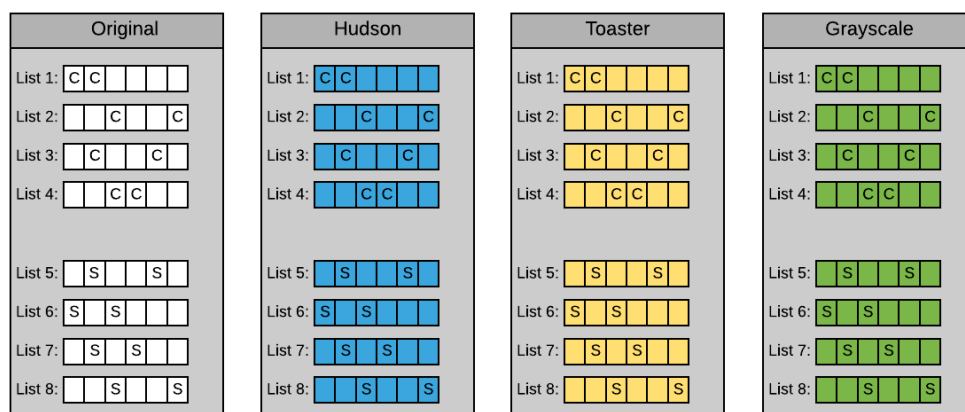 Original Hudson Toaster Grayscale
List 1: C C List 1: C C List 1: C C List 1: C C
List 2: C C List 2: C C List 2: C C List 2: C C
List 3: C C List 3: C C List 3: C C List 3: C C
List 4: C C List 4: C C List 4: C C List 4: C C
List 5: S S List 5: S S List 5: S S List 5: S S
List 6: S S List 6: S S List 6: S S List 6: S S
List 7: S S List 7: S S List 7: S S List 7: S S
List 8: S S List 8: S S List 8: S S List 8: S S